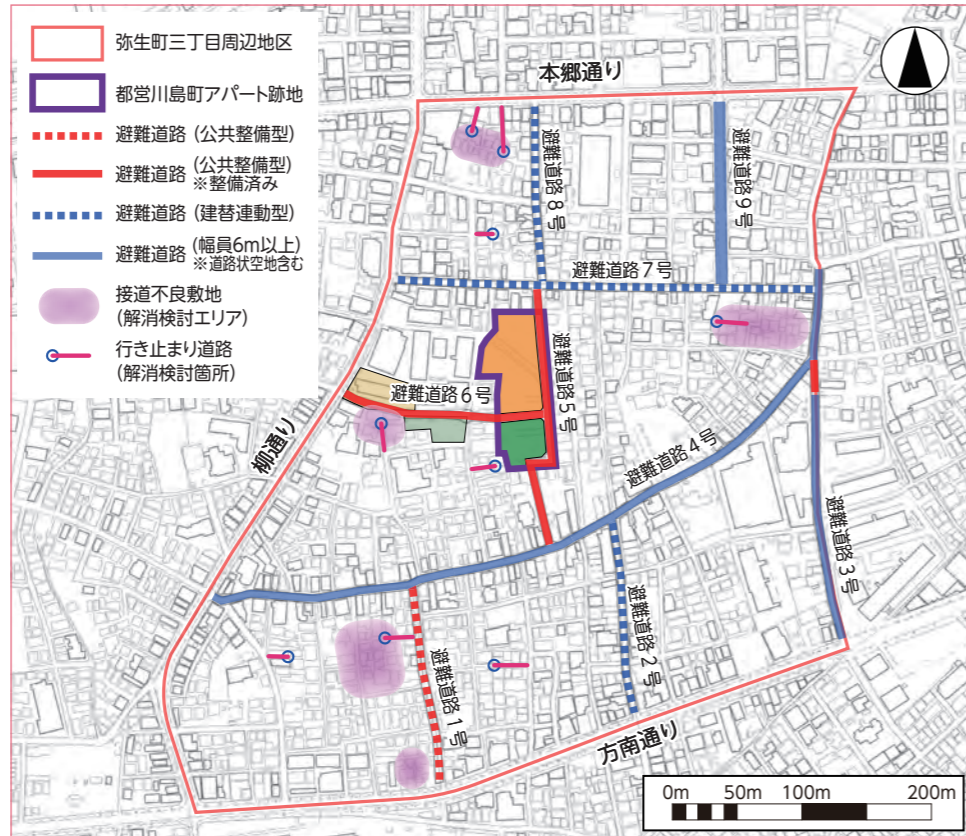 弥生町三丁目周辺地区
都営川島町アパート跡地
避難道路 (公共整備型)
避難道路 (公共整備型)
※整備済み
避難道路 (建替連動型)
避難道路 (幅員6m以上)
※道路状空地含む
接道不良敷地
(解消検討エリア)
行き止まり道路
(解消検討箇所)
本郷通り
避難道路8号
避難道路9号
避難道路7号
避難道路5号
避難道路6号
柳通り
避難道路4号
避難道路3号
避難道路2号
避難道路1号
方南通り
0m 50m 100m 200m